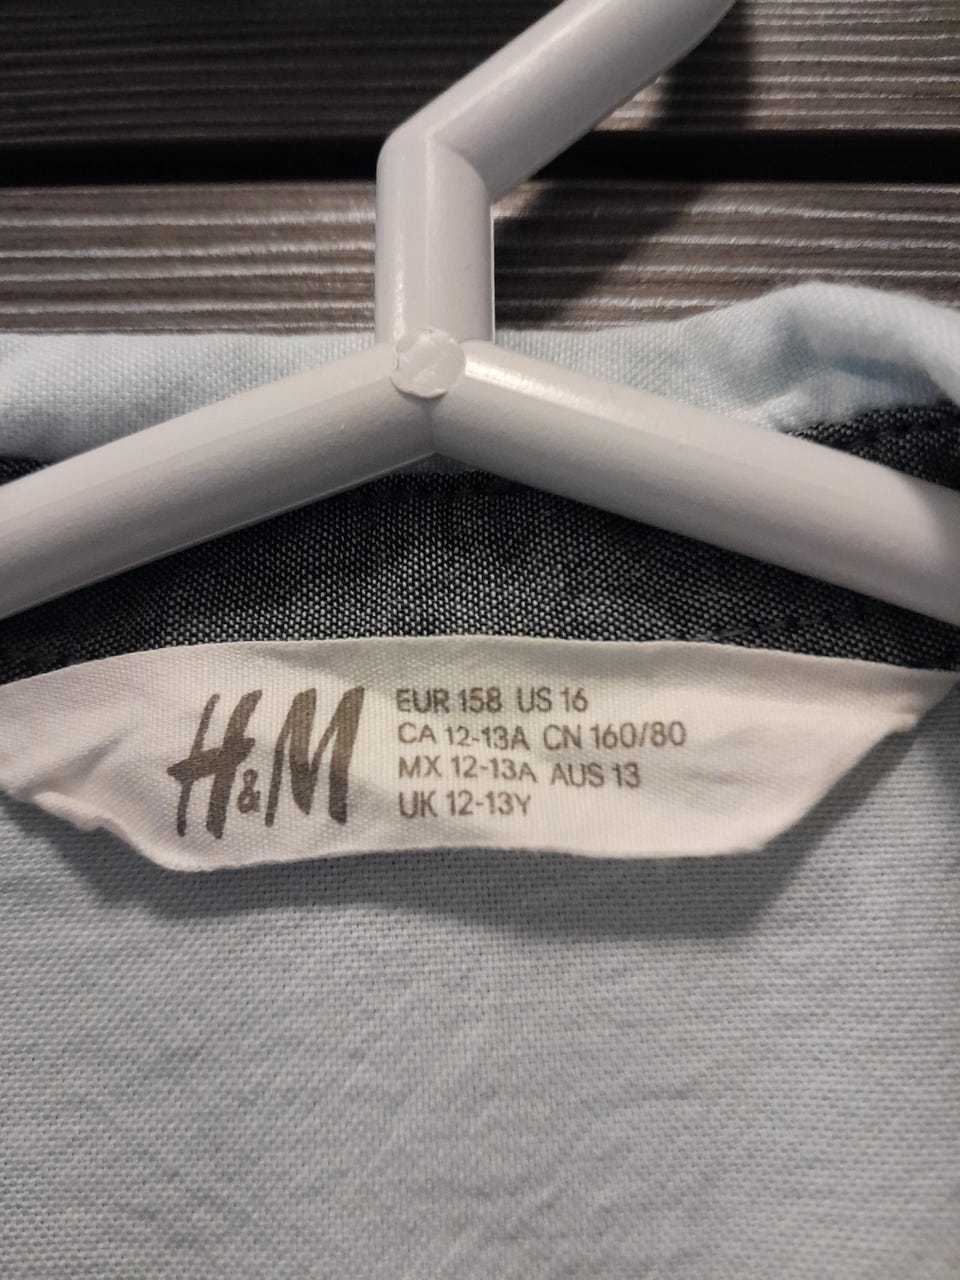 H&M
EUR 158 US 16
CA 12-13A CN 160/80
MX 12-13A AUS 13
UK 12-13Y